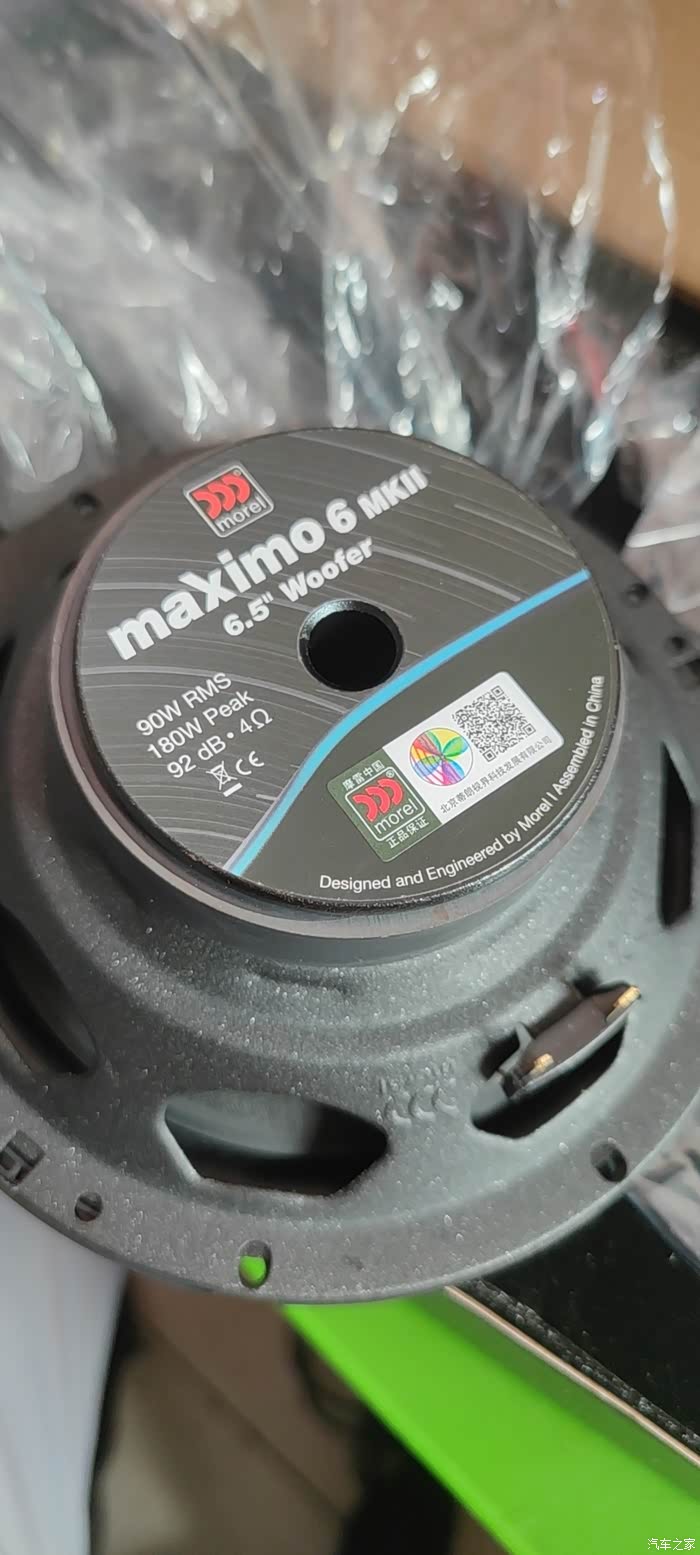 morel
maximo 6 MKII
6.5" Woofer
90W RMS
180W Peak
92 dB • 4Ω
CE
摩雷中国
morel
正品保证
北京蒂朗视界科技发展有限公司
Designed and Engineered by Morel I Assembled in China
汽车之家